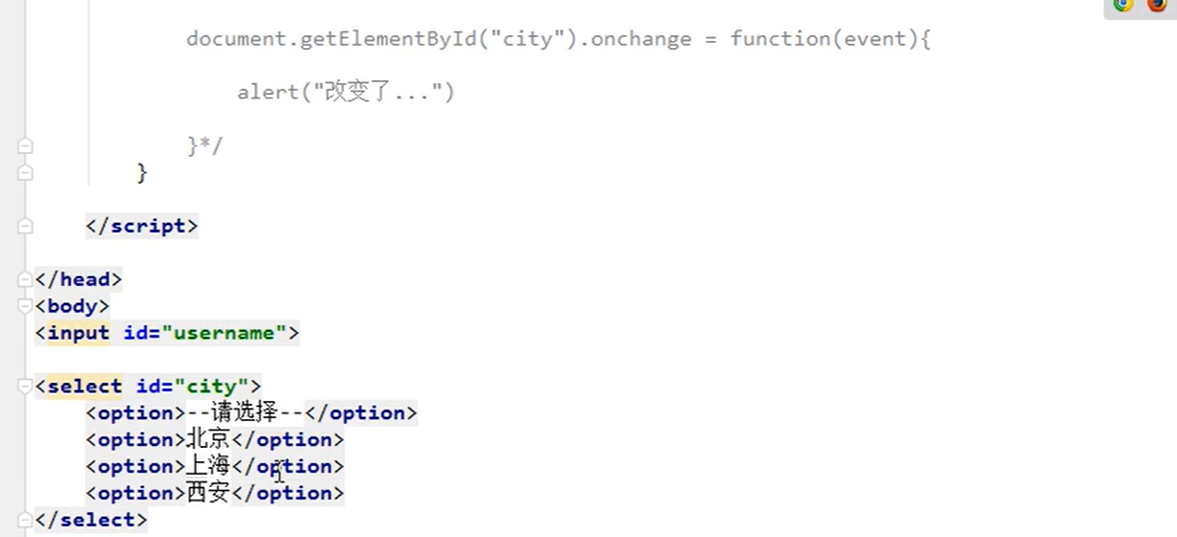 document.getElementById("city").onchange = function(event){
alert("改变了...")
}*/
}
</script>
</head>
<body>
<input id="username">
<select id="city">
<option>--请选择--</option>
<option>北京</option>
<option>上海</option>
<option>西安</option>
</select>